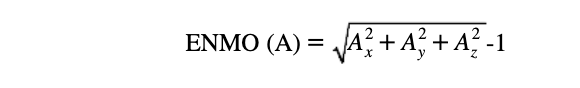 ENMO (A) = √A_x^2 + A_y^2 + A_z^2 -1